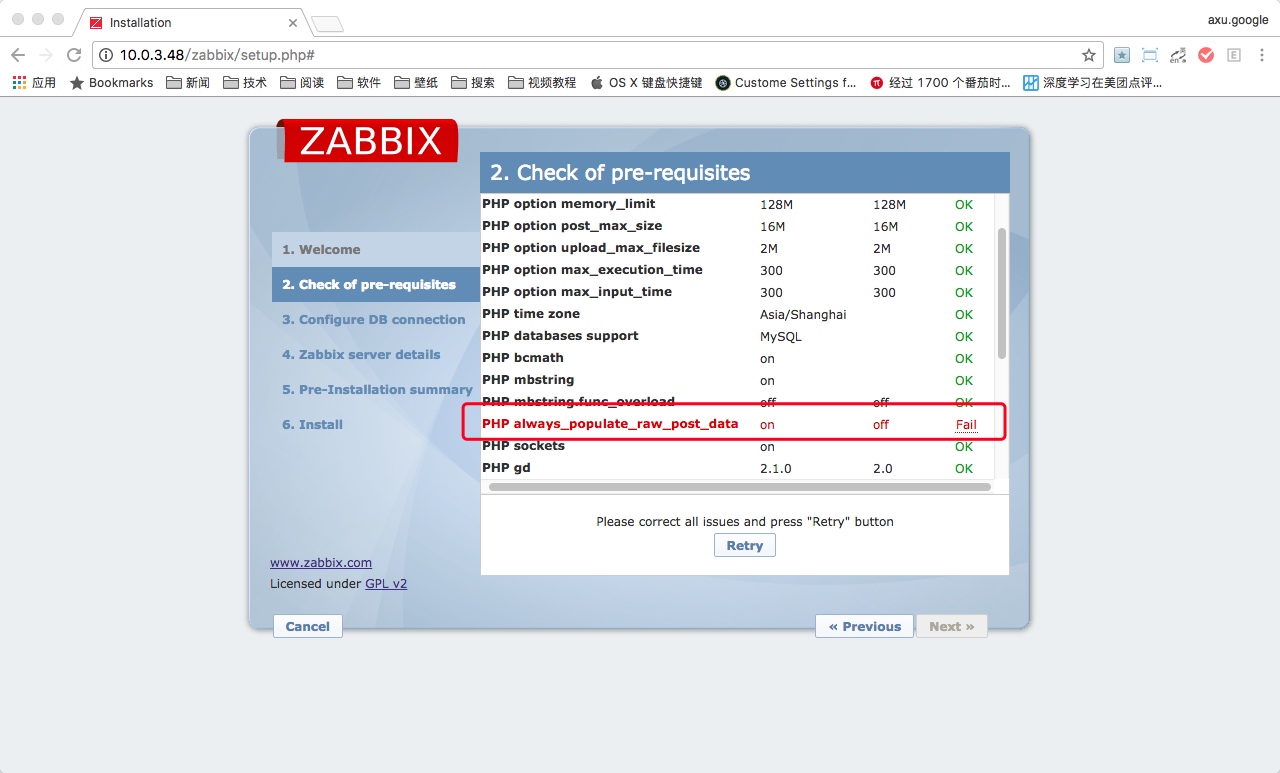 Installation
axu.google
10.0.3.48/zabbix/setup.php#
应用 Bookmarks 新闻 技术 阅读 软件 壁纸 搜索 视频教程 OS X 键盘快捷键 Custome Settings f... 经过 1700 个番茄时... 深度学习在美团点评...
ZABBIX
2. Check of pre-requisites
1. Welcome
2. Check of pre-requisites
3. Configure DB connection
4. Zabbix server details
5. Pre-Installation summary
6. Install
PHP option memory_limit 128M 128M OK
PHP option post_max_size 16M 16M OK
PHP option upload_max_filesize 2M 2M OK
PHP option max_execution_time 300 300 OK
PHP option max_input_time 300 300 OK
PHP time zone Asia/Shanghai OK
PHP databases support MySQL OK
PHP bcmath on OK
PHP mbstring on OK
PHP mbstring.func_overload off off OK
PHP always_populate_raw_post_data on off Fail
PHP sockets on OK
PHP gd 2.1.0 2.0 OK
Please correct all issues and press "Retry" button
Retry
www.zabbix.com
Licensed under GPL v2
Cancel
« Previous
Next »